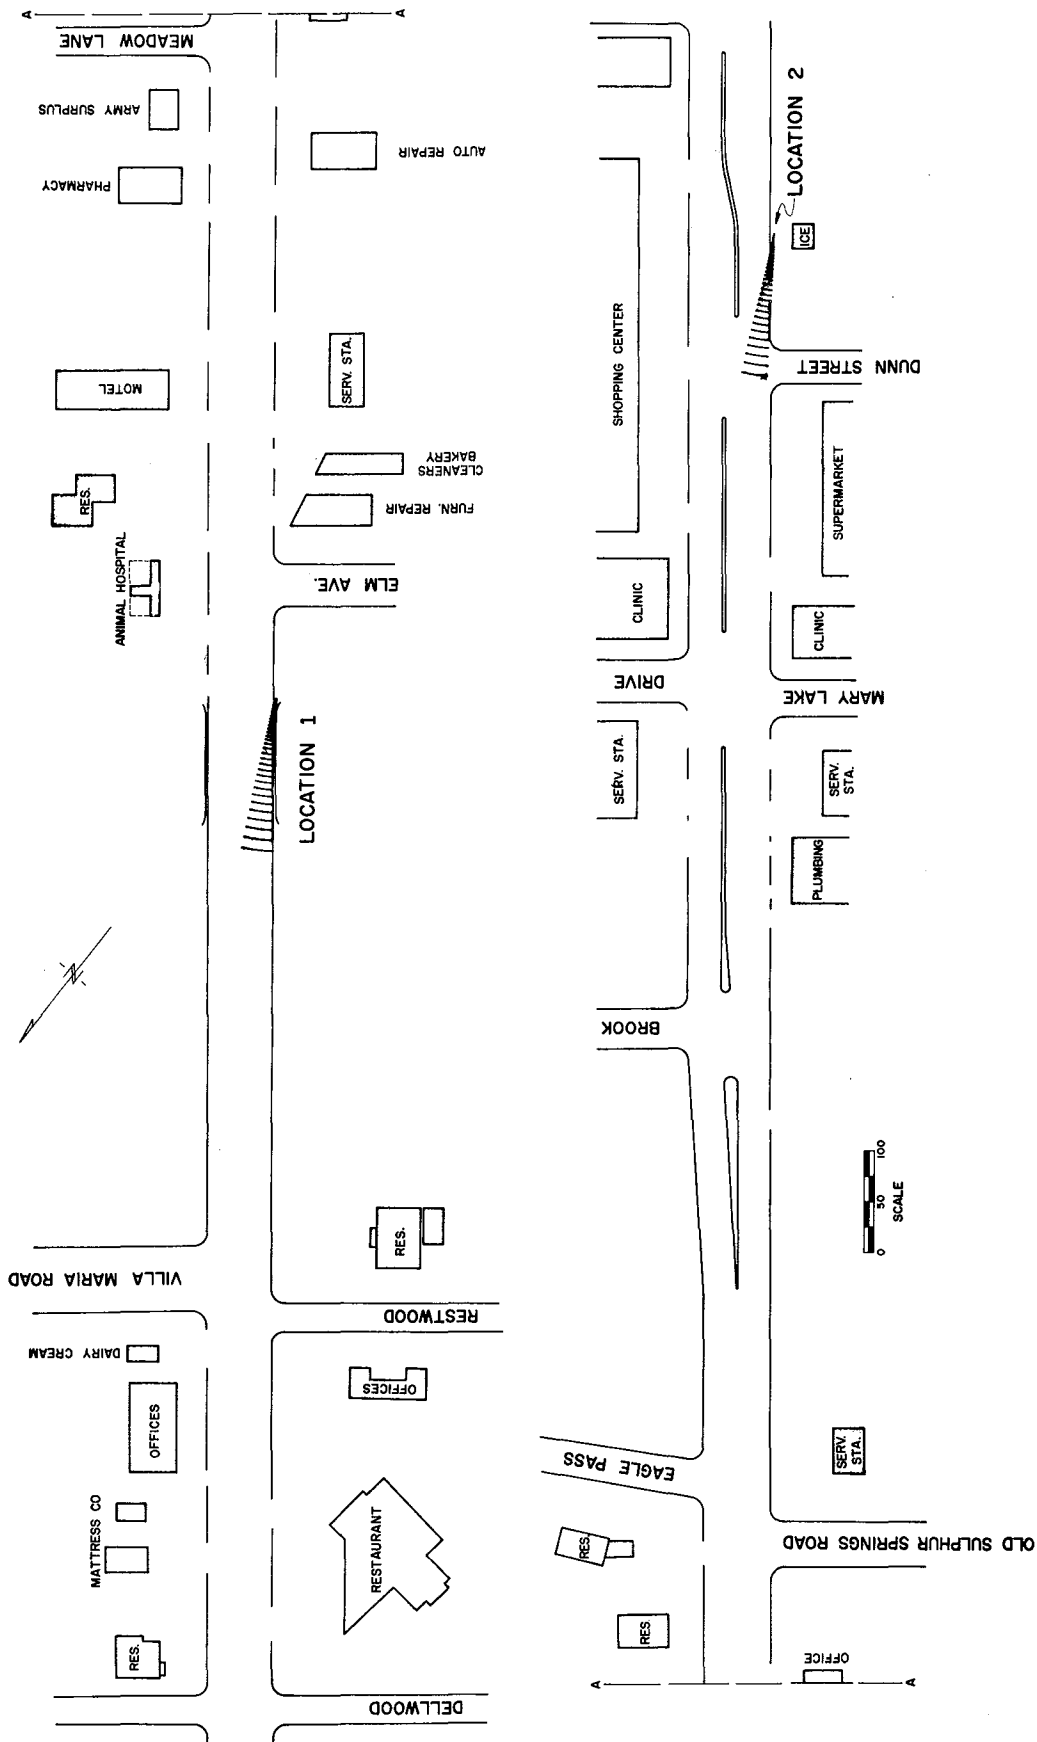 A
A
MEADOW LANE
ARMY SURPLUS
PHARMACY
AUTO REPAIR
MOTEL
SERV. STA.
RES.
CLEANERS
BAKERY
FURN. REPAIR
ANIMAL HOSPITAL
ELM AVE.
LOCATION 1
N
VILLA MARIA ROAD
RES.
RESTWOOD
DAIRY CREAM
OFFICES
OFFICES
MATTRESS CO
RESTAURANT
RES.
DELLWOOD
LOCATION 2
ICE
SHOPPING CENTER
DUNN STREET
SUPERMARKET
CLINIC
CLINIC
DRIVE
MARY LAKE
SERV. STA.
SERV.
STA.
PLUMBING
BROOK
0 50 100
SCALE
EAGLE PASS
SERV.
STA.
OLD SULPHUR SPRINGS ROAD
RES.
RES.
OFFICE
A
A